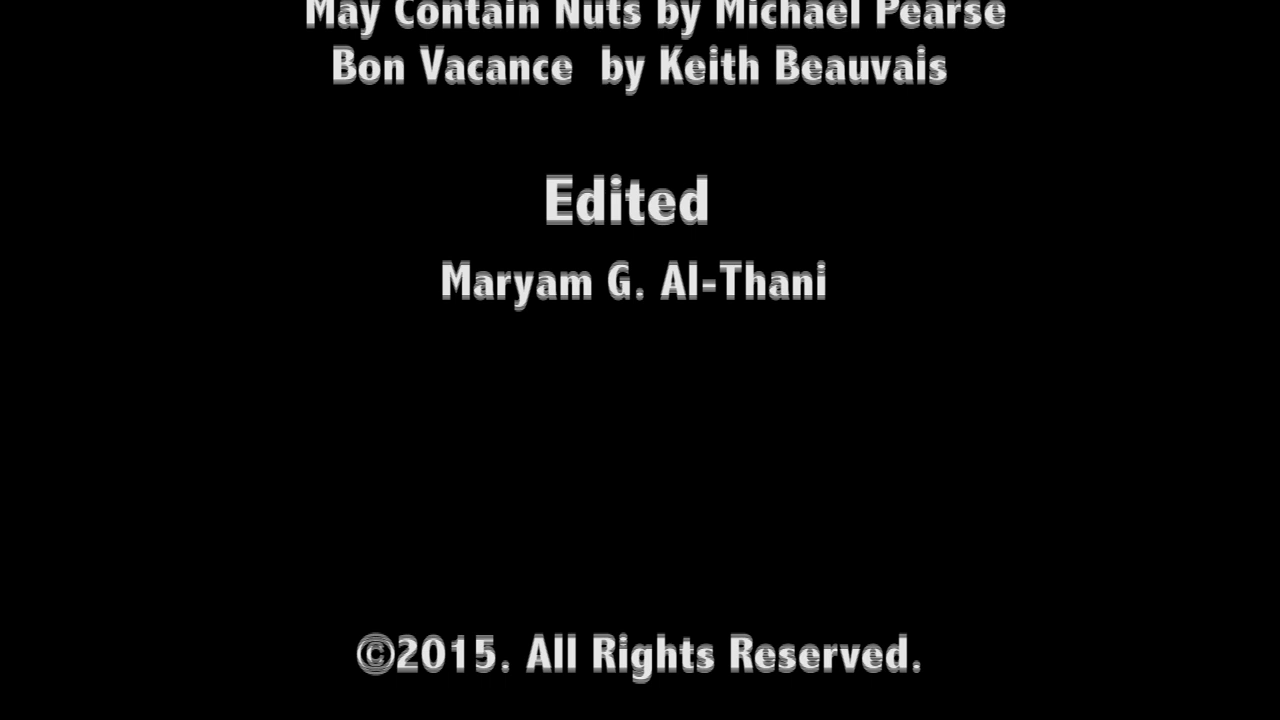 May Contain Nuts by Michael Pearse
Bon Vacance by Keith Beauvais
Edited
Maryam G. Al-Thani
©2015. All Rights Reserved.